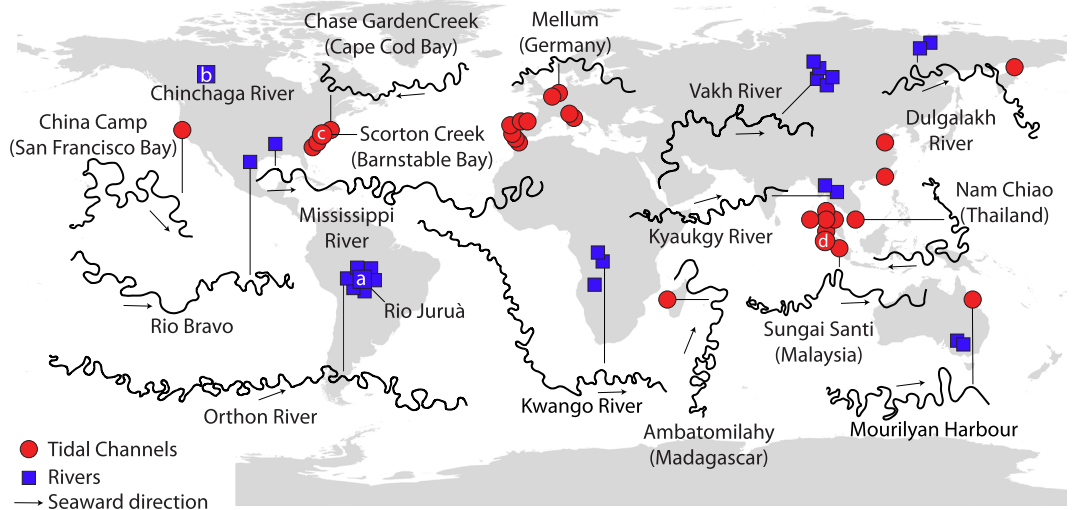 Chase GardenCreek
(Cape Cod Bay)
Mellum
(Germany)
b
Chinchaga River
Vakh River
Dulgalakh
River
China Camp
(San Francisco Bay)
c
Scorton Creek
(Barnstable Bay)
Nam Chiao
(Thailand)
Mississippi
River
Kyaukgy River
d
a
Rio Juruà
Rio Bravo
Sungai Santi
(Malaysia)
Orthon River
Kwango River
Ambatomilahy
(Madagascar)
Mourilyan Harbour
Tidal Channels
Rivers
Seaward direction